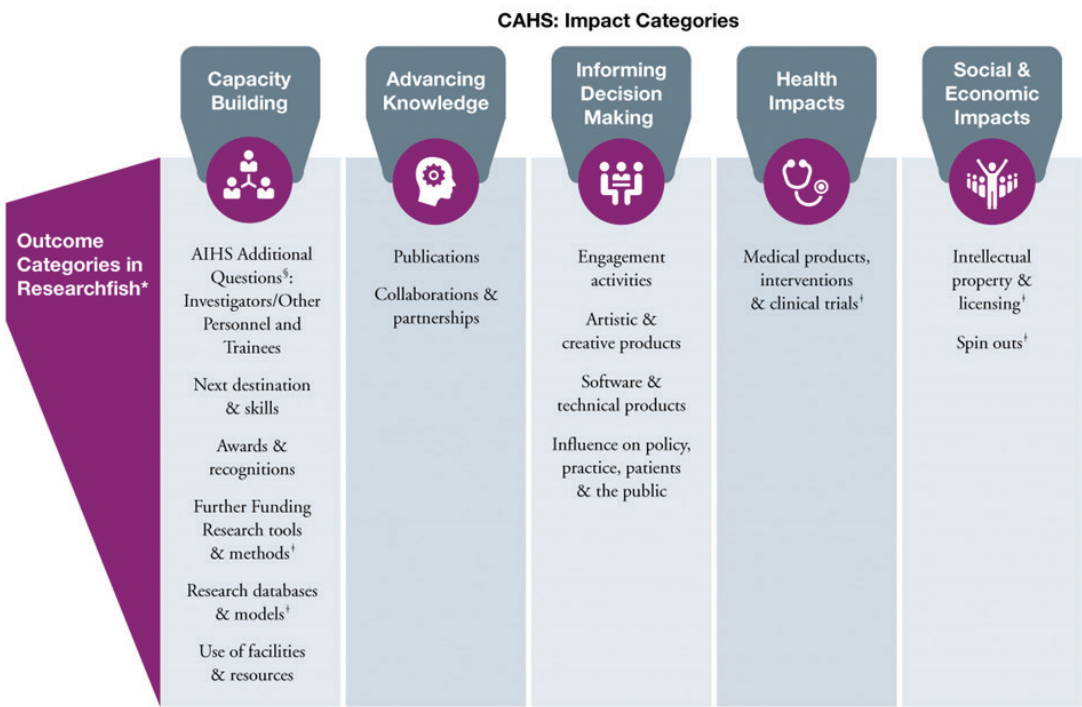 CAHS: Impact Categories
Capacity
Building
Advancing
Knowledge
Informing
Decision
Making
Health
Impacts
Social &
Economic
Impacts
Outcome
Categories in
Researchfish*
AIHS Additional
Questions§:
Investigators/Other
Personnel and
Trainees
Next destination
& skills
Awards &
recognitions
Further Funding
Research tools
& methods†
Research databases
& models†
Use of facilities
& resources
Publications
Collaborations &
partnerships
Engagement
activities
Artistic &
creative products
Software &
technical products
Influence on policy,
practice, patients
& the public
Medical products,
interventions
& clinical trials†
Intellectual
property &
licensing†
Spin outs†